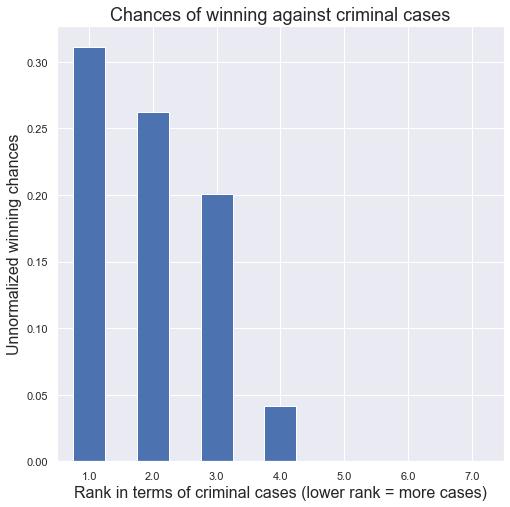 Chances of winning against criminal cases
Unnormalized winning chances
0.30
0.25
0.20
0.15
0.10
0.05
0.00
1.0 2.0 3.0 4.0 5.0 6.0 7.0
Rank in terms of criminal cases (lower rank = more cases)